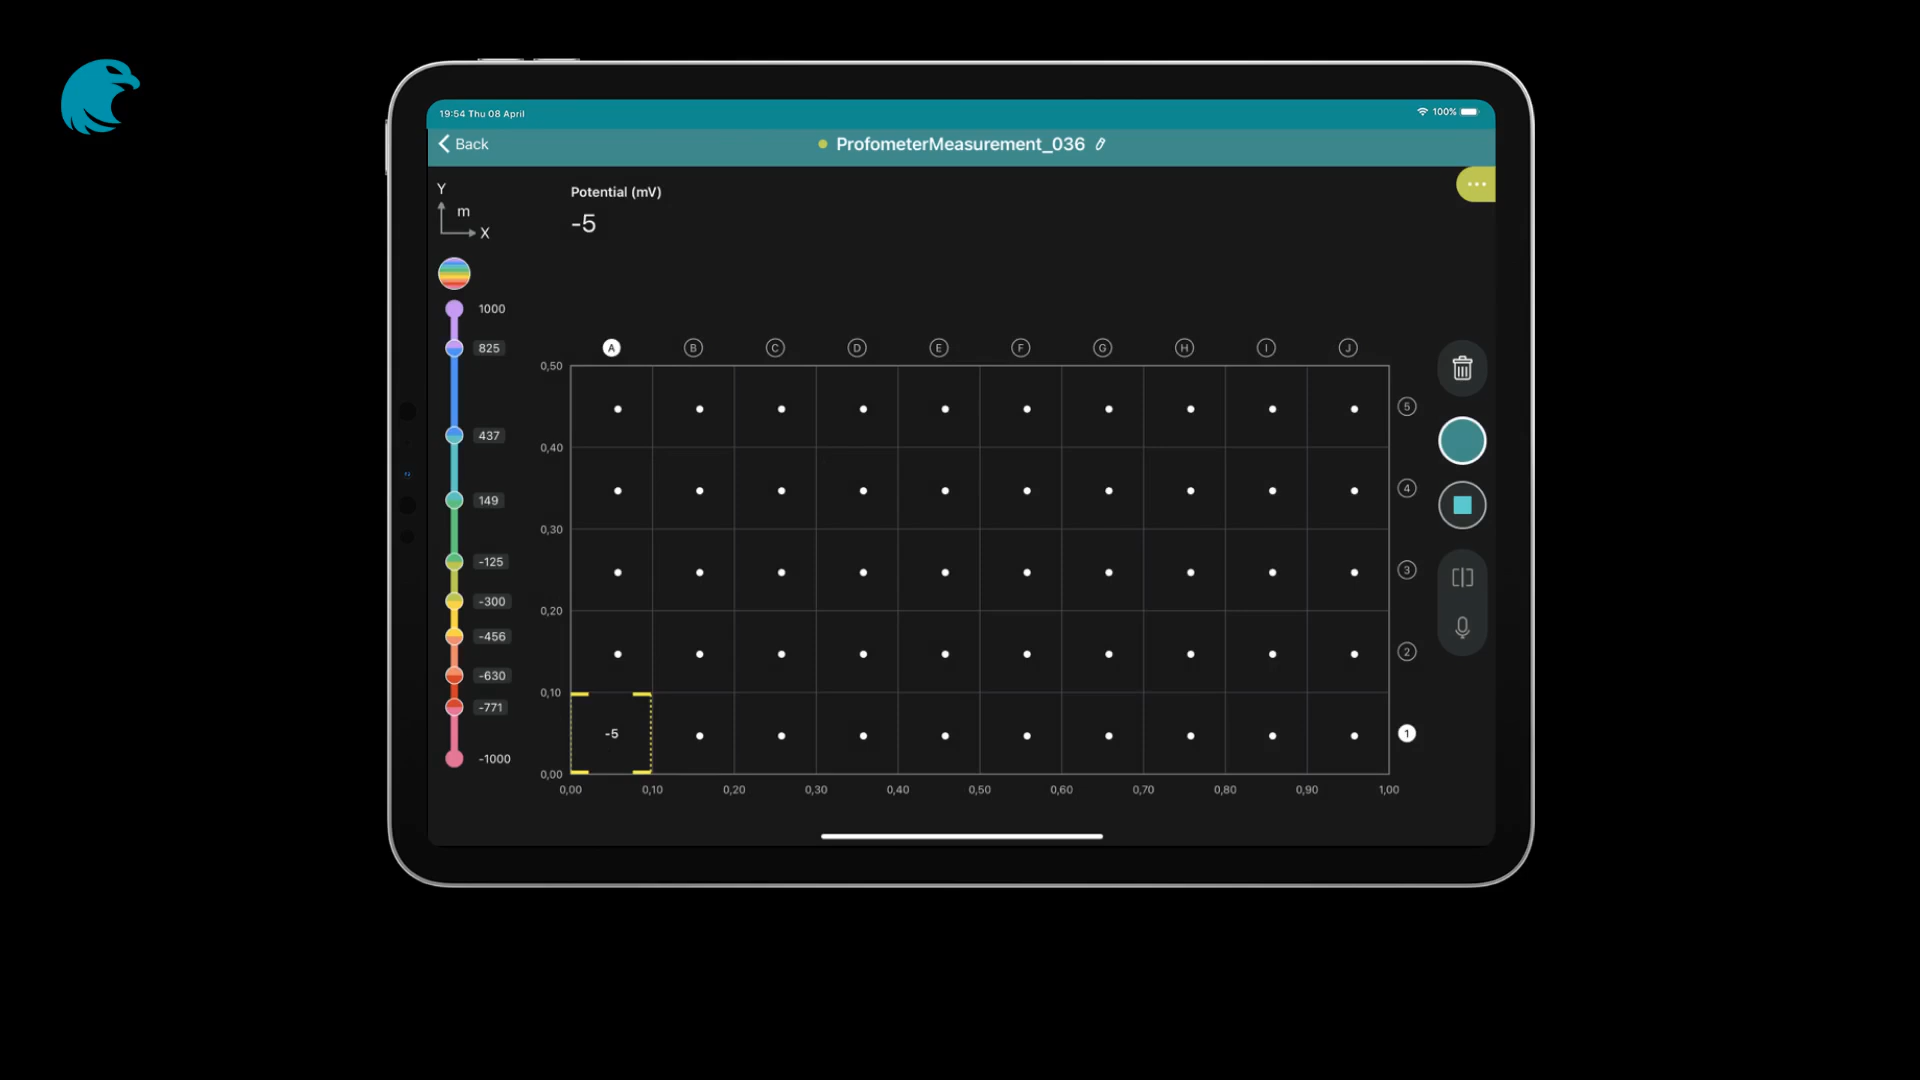 19:54 Thu 08 April
100%
Back
ProfometerMeasurement_036
Y
m
X
Potential (mV)
-5
1000
825
437
149
-125
-300
-456
-630
-771
-1000
A B C D E F G H I J
0,50
0,40
0,30
0,20
0,10
0,00
5
4
3
2
1
-5
0,00 0,10 0,20 0,30 0,40 0,50 0,60 0,70 0,80 0,90 1,00